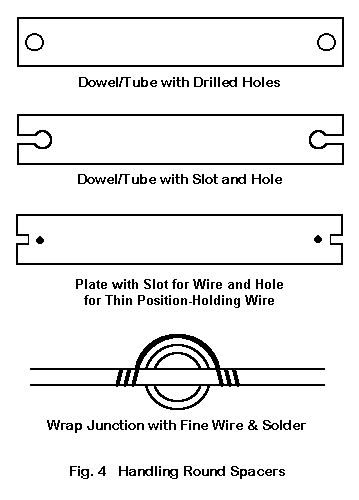 Dowel/Tube with Drilled Holes
Dowel/Tube with Slot and Hole
Plate with Slot for Wire and Hole
for Thin Position-Holding Wire
Wrap Junction with Fine Wire & Solder
Fig. 4 Handling Round Spacers